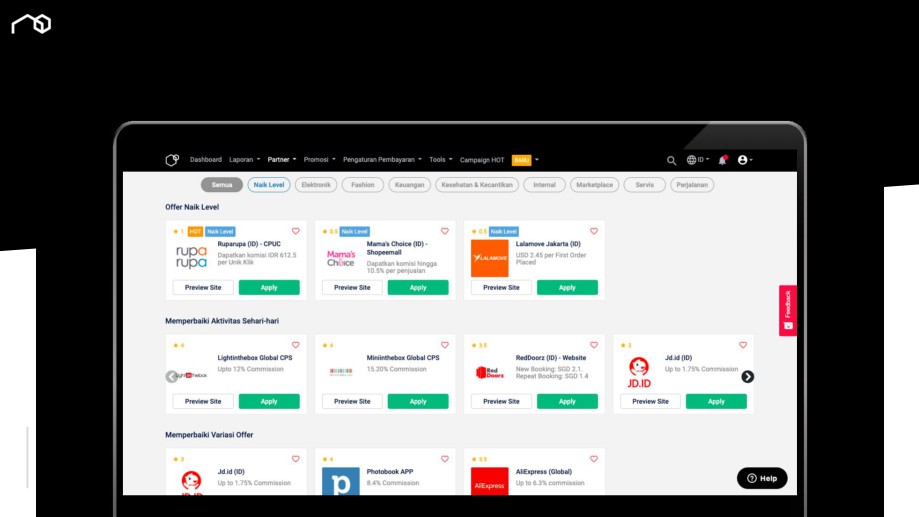 Dashboard Laporan Partner Promosi Pengaturan Pembayaran Tools Campaign HOT BARU ID
Semua Naik Level Elektronik Fashion Keuangan Kesehatan & Kecantikan Internal Marketplace Servis Perjalanan
Offer Naik Level
1 HOT Naik Level
rupa
rupa
Ruparupa (ID) - CPUC
Dapatkan komisi IDR 612.5
per Unik Klik
Preview Site Apply
5.5 Naik Level
Mama's
Choice
Mama's Choice (ID) -
Shopeemall
Dapatkan komisi hingga
10.5% per penjualan
Preview Site Apply
0.5 Naik Level
LALAMOVE
Lalamove Jakarta (ID)
USD 2.45 per First Order
Placed
Preview Site Apply
Feedback
Memperbaiki Aktivitas Sehari-hari
4
Lightinthebox Global CPS
Upto 12% Commission
Preview Site Apply
4
Miniinthebox Global CPS
15.20% Commission
Preview Site Apply
3.5
Red
Doorz
RedDoorz (ID) - Website
New Booking: SGD 2.1.
Repeat Booking: SGD 1.4
Preview Site Apply
3
JD.ID
Jd.id (ID)
Up to 1.75% Commission
Preview Site Apply
Memperbaiki Variasi Offer
3
JD.ID
Jd.id (ID)
Up to 1.75% Commission
4
p
Photobook APP
8.4% Commission
3.5
AliExpress
AliExpress (Global)
Up to 6.3% commission
Help